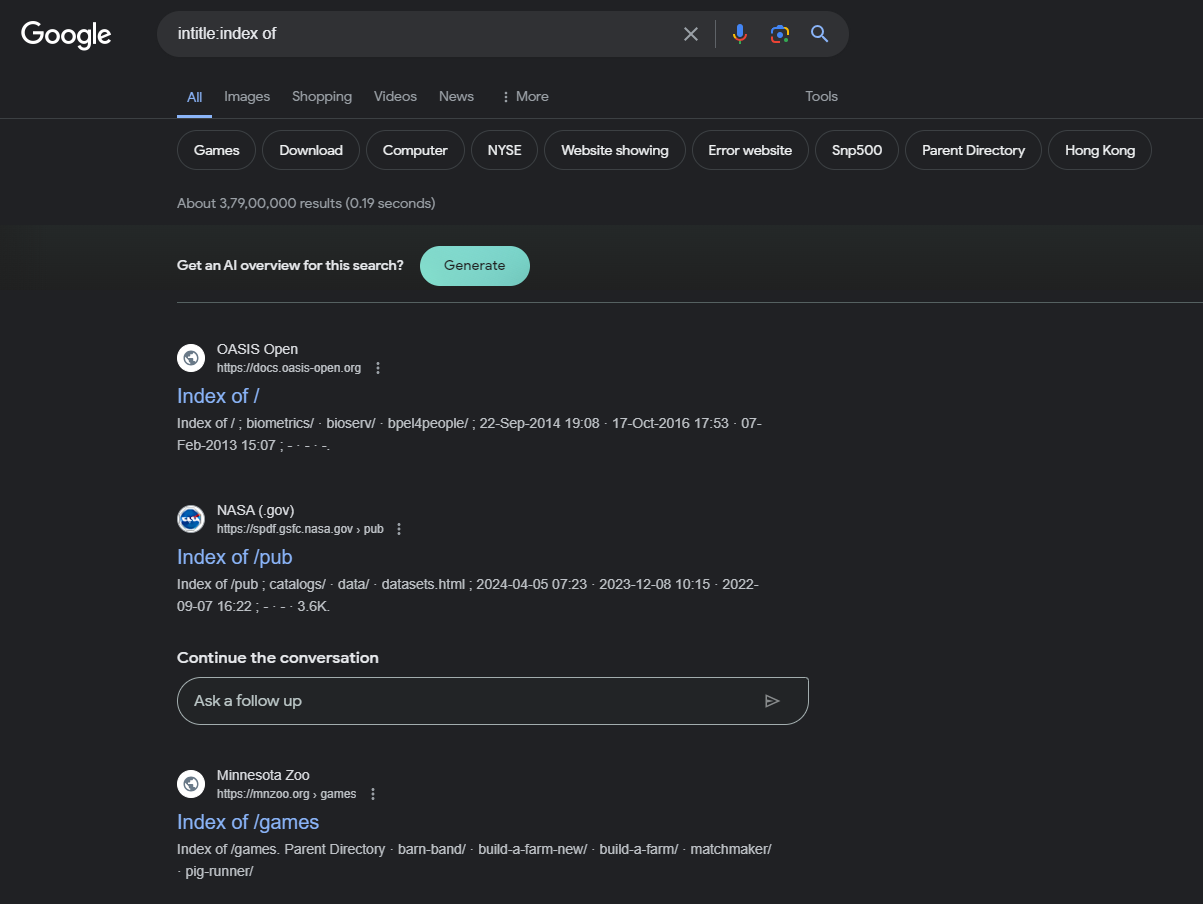 Google
intitle:index of
All Images Shopping Videos News More Tools
Games Download Computer NYSE Website showing Error website Snp500 Parent Directory Hong Kong
About 3,79,00,000 results (0.19 seconds)
Get an AI overview for this search? Generate
OASIS Open
https://docs.oasis-open.org
Index of /
Index of / ; biometrics/ · bioserv/ · bpel4people/ ; 22-Sep-2014 19:08 · 17-Oct-2016 17:53 · 07-
Feb-2013 15:07 ; - · - · -.
NASA
NASA (.gov)
https://spdf.gsfc.nasa.gov › pub
Index of /pub
Index of /pub ; catalogs/ · data/ · datasets.html ; 2024-04-05 07:23 · 2023-12-08 10:15 · 2022-
09-07 16:22 ; - · - · 3.6K.
Continue the conversation
Ask a follow up
Minnesota Zoo
https://mnzoo.org › games
Index of /games
Index of /games. Parent Directory · barn-band/ · build-a-farm-new/ · build-a-farm/ · matchmaker/
· pig-runner/